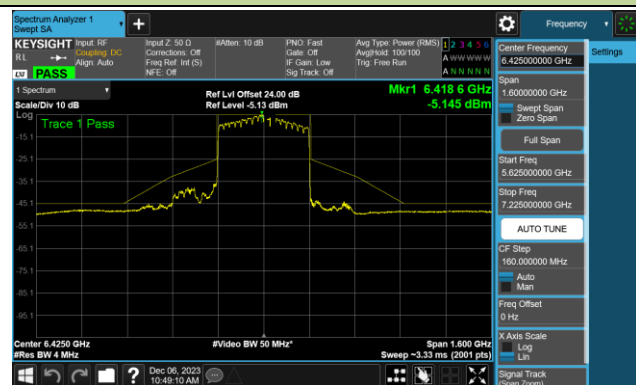 Spectrum Analyzer 1
Swept SA
+
Frequency
KEYSIGHT
RL
LW PASS
Input: RF
Coupling: DC
Align: Auto
Input Z: 50 Ω
Corrections: Off
Freq Ref: Int (S)
NFE: Off
#Atten: 10 dB
PNO: Fast
Gate: Off
IF Gain: Low
Sig Track: Off
Avg Type: Power (RMS)
Avg|Hold: 100/100
Trig: Free Run
1 2 3 4 5 6
A W W W W W
A N N N N N
1 Spectrum
Scale/Div 10 dB
Ref Lvl Offset 24.00 dB
Ref Level -5.13 dBm
Mkr1 6.418 6 GHz
-5.145 dBm
Log
Trace 1 Pass
1
-15.1
-25.1
-35.1
-45.1
-55.1
-65.1
-75.1
-85.1
-95.1
Center 6.4250 GHz
#Res BW 4 MHz
#Video BW 50 MHz*
Span 1.600 GHz
Sweep ~3.33 ms (2001 pts)
Dec 06, 2023
10:49:10 AM
?
Center Frequency
6.425000000 GHz
Settings
Span
1.60000000 GHz
Swept Span
Zero Span
Full Span
Start Freq
5.625000000 GHz
Stop Freq
7.225000000 GHz
AUTO TUNE
CF Step
160.000000 MHz
Auto
Man
Freq Offset
0 Hz
X Axis Scale
Log
Lin
Signal Track
(Span Zoom)